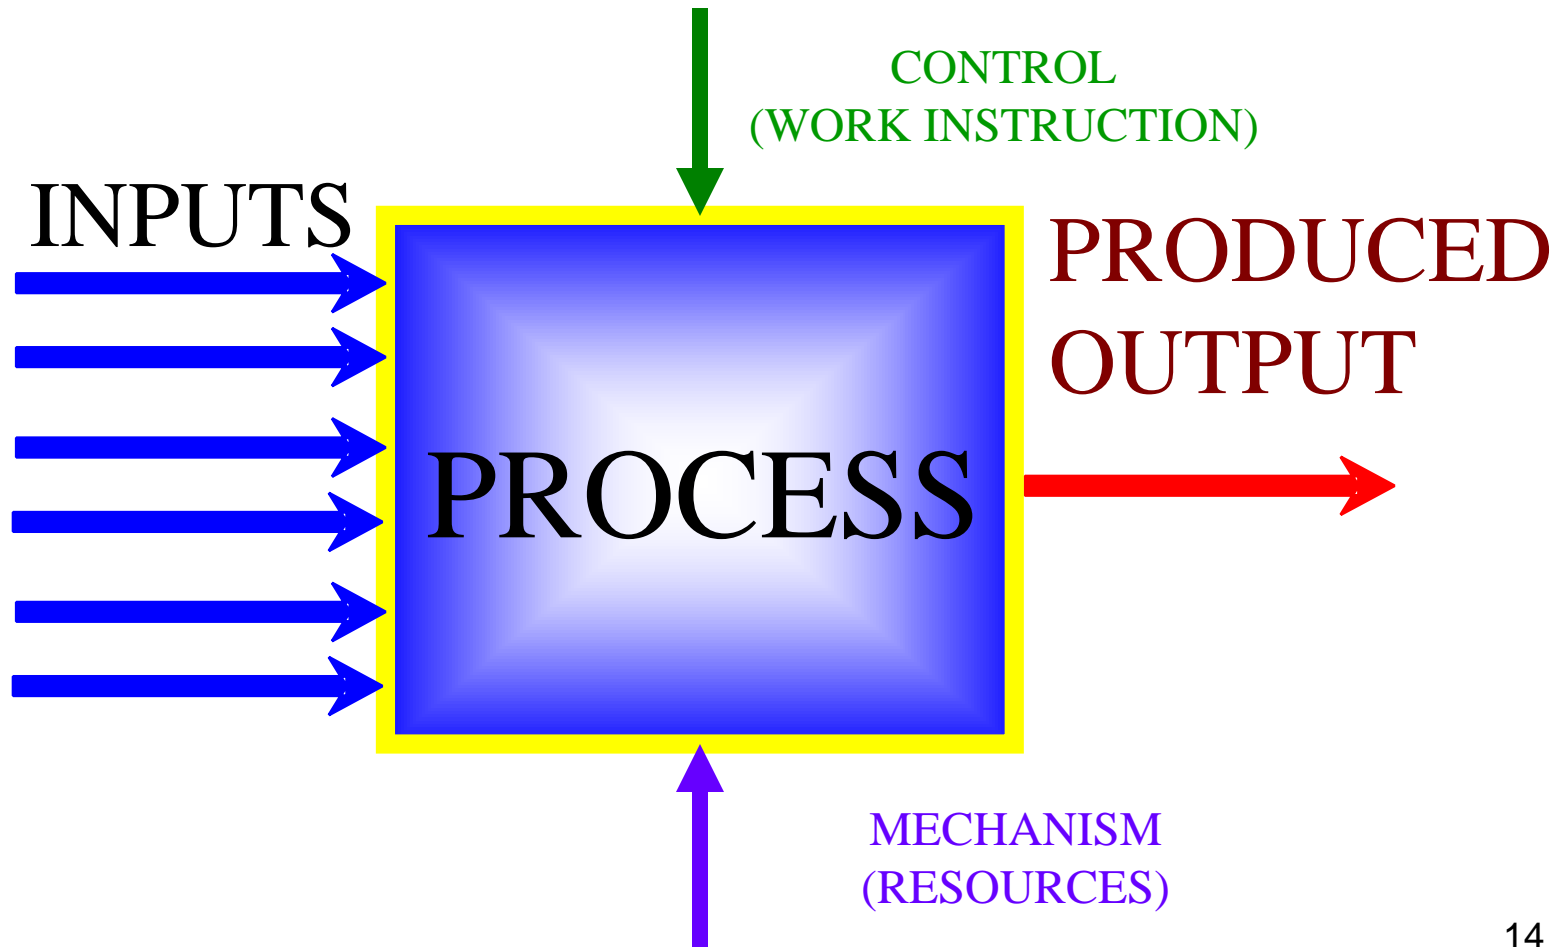 CONTROL
(WORK INSTRUCTION)
INPUTS
PRODUCED
OUTPUT
PROCESS
MECHANISM
(RESOURCES)
14